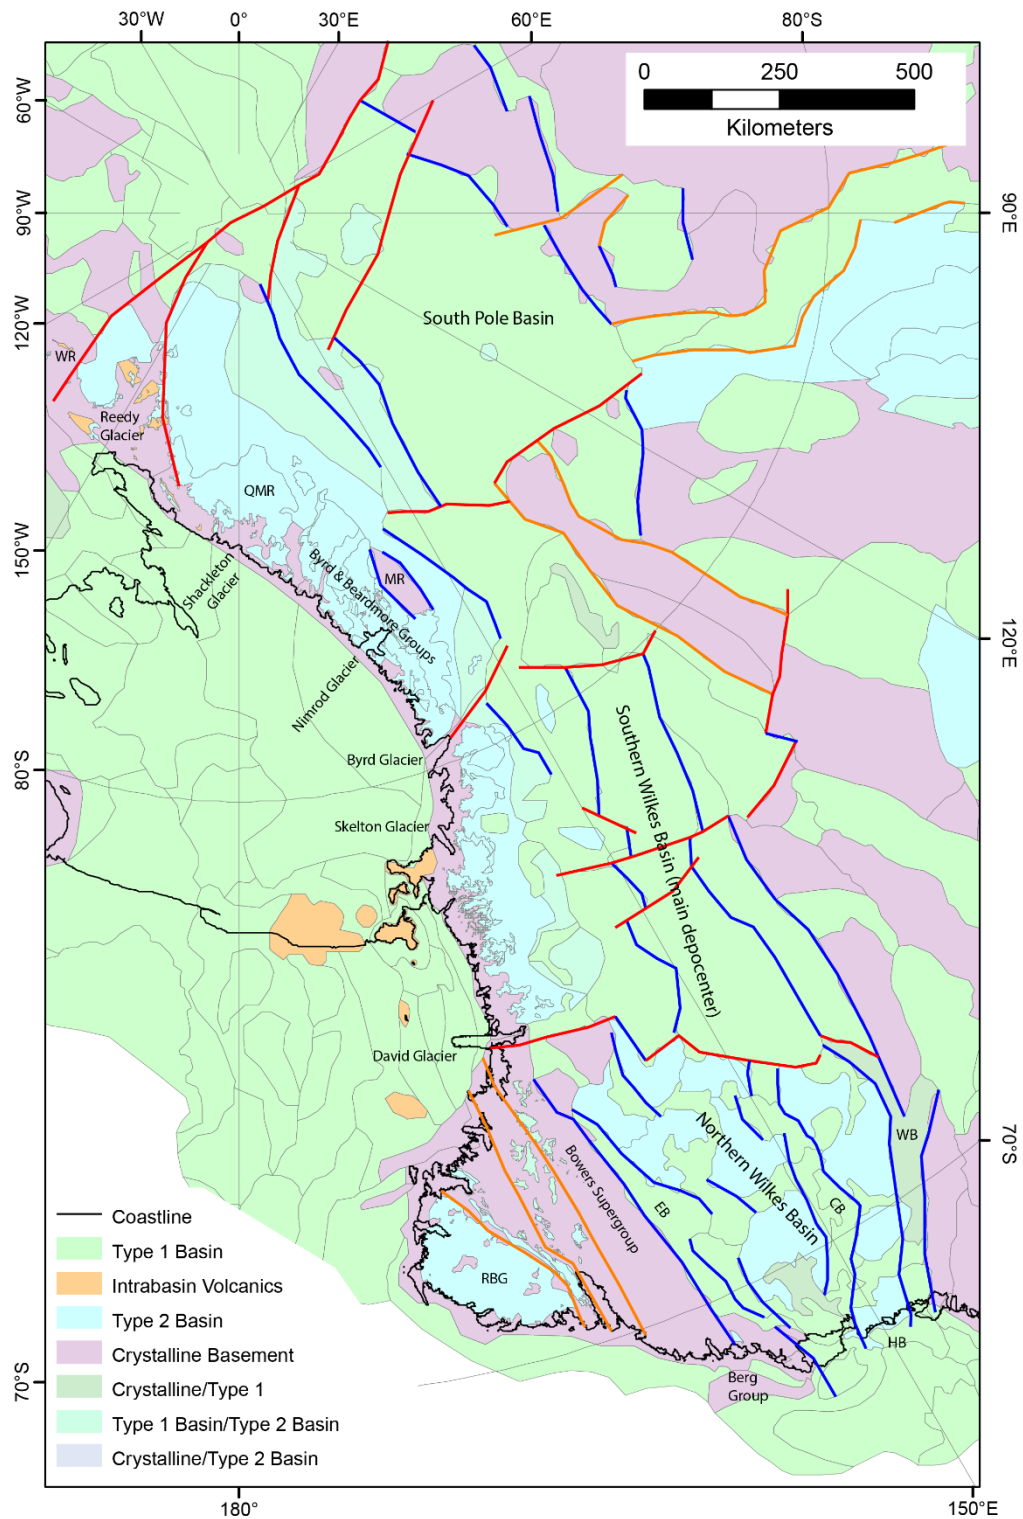 30°W 0° 30°E 60°E 80°S
0 250 500
Kilometers
60°W
90°W
90°E
120°W
South Pole Basin
WR
Reedy
Glacier
QMR
150°W
Byrd & Beardmore Groups
MR
Shackleton
Glacier
120°E
Nimrod Glacier
Southern Wilkes Basin (main depocenter)
Byrd Glacier
80°S
Skelton Glacier
David Glacier
Northern Wilkes Basin
WB
70°S
Bowers Supergroup
EB
CB
RBG
HB
Berg
Group
Coastline
Type 1 Basin
Intrabasin Volcanics
Type 2 Basin
Crystalline Basement
Crystalline/Type 1
Type 1 Basin/Type 2 Basin
Crystalline/Type 2 Basin
70°S
180° 150°E